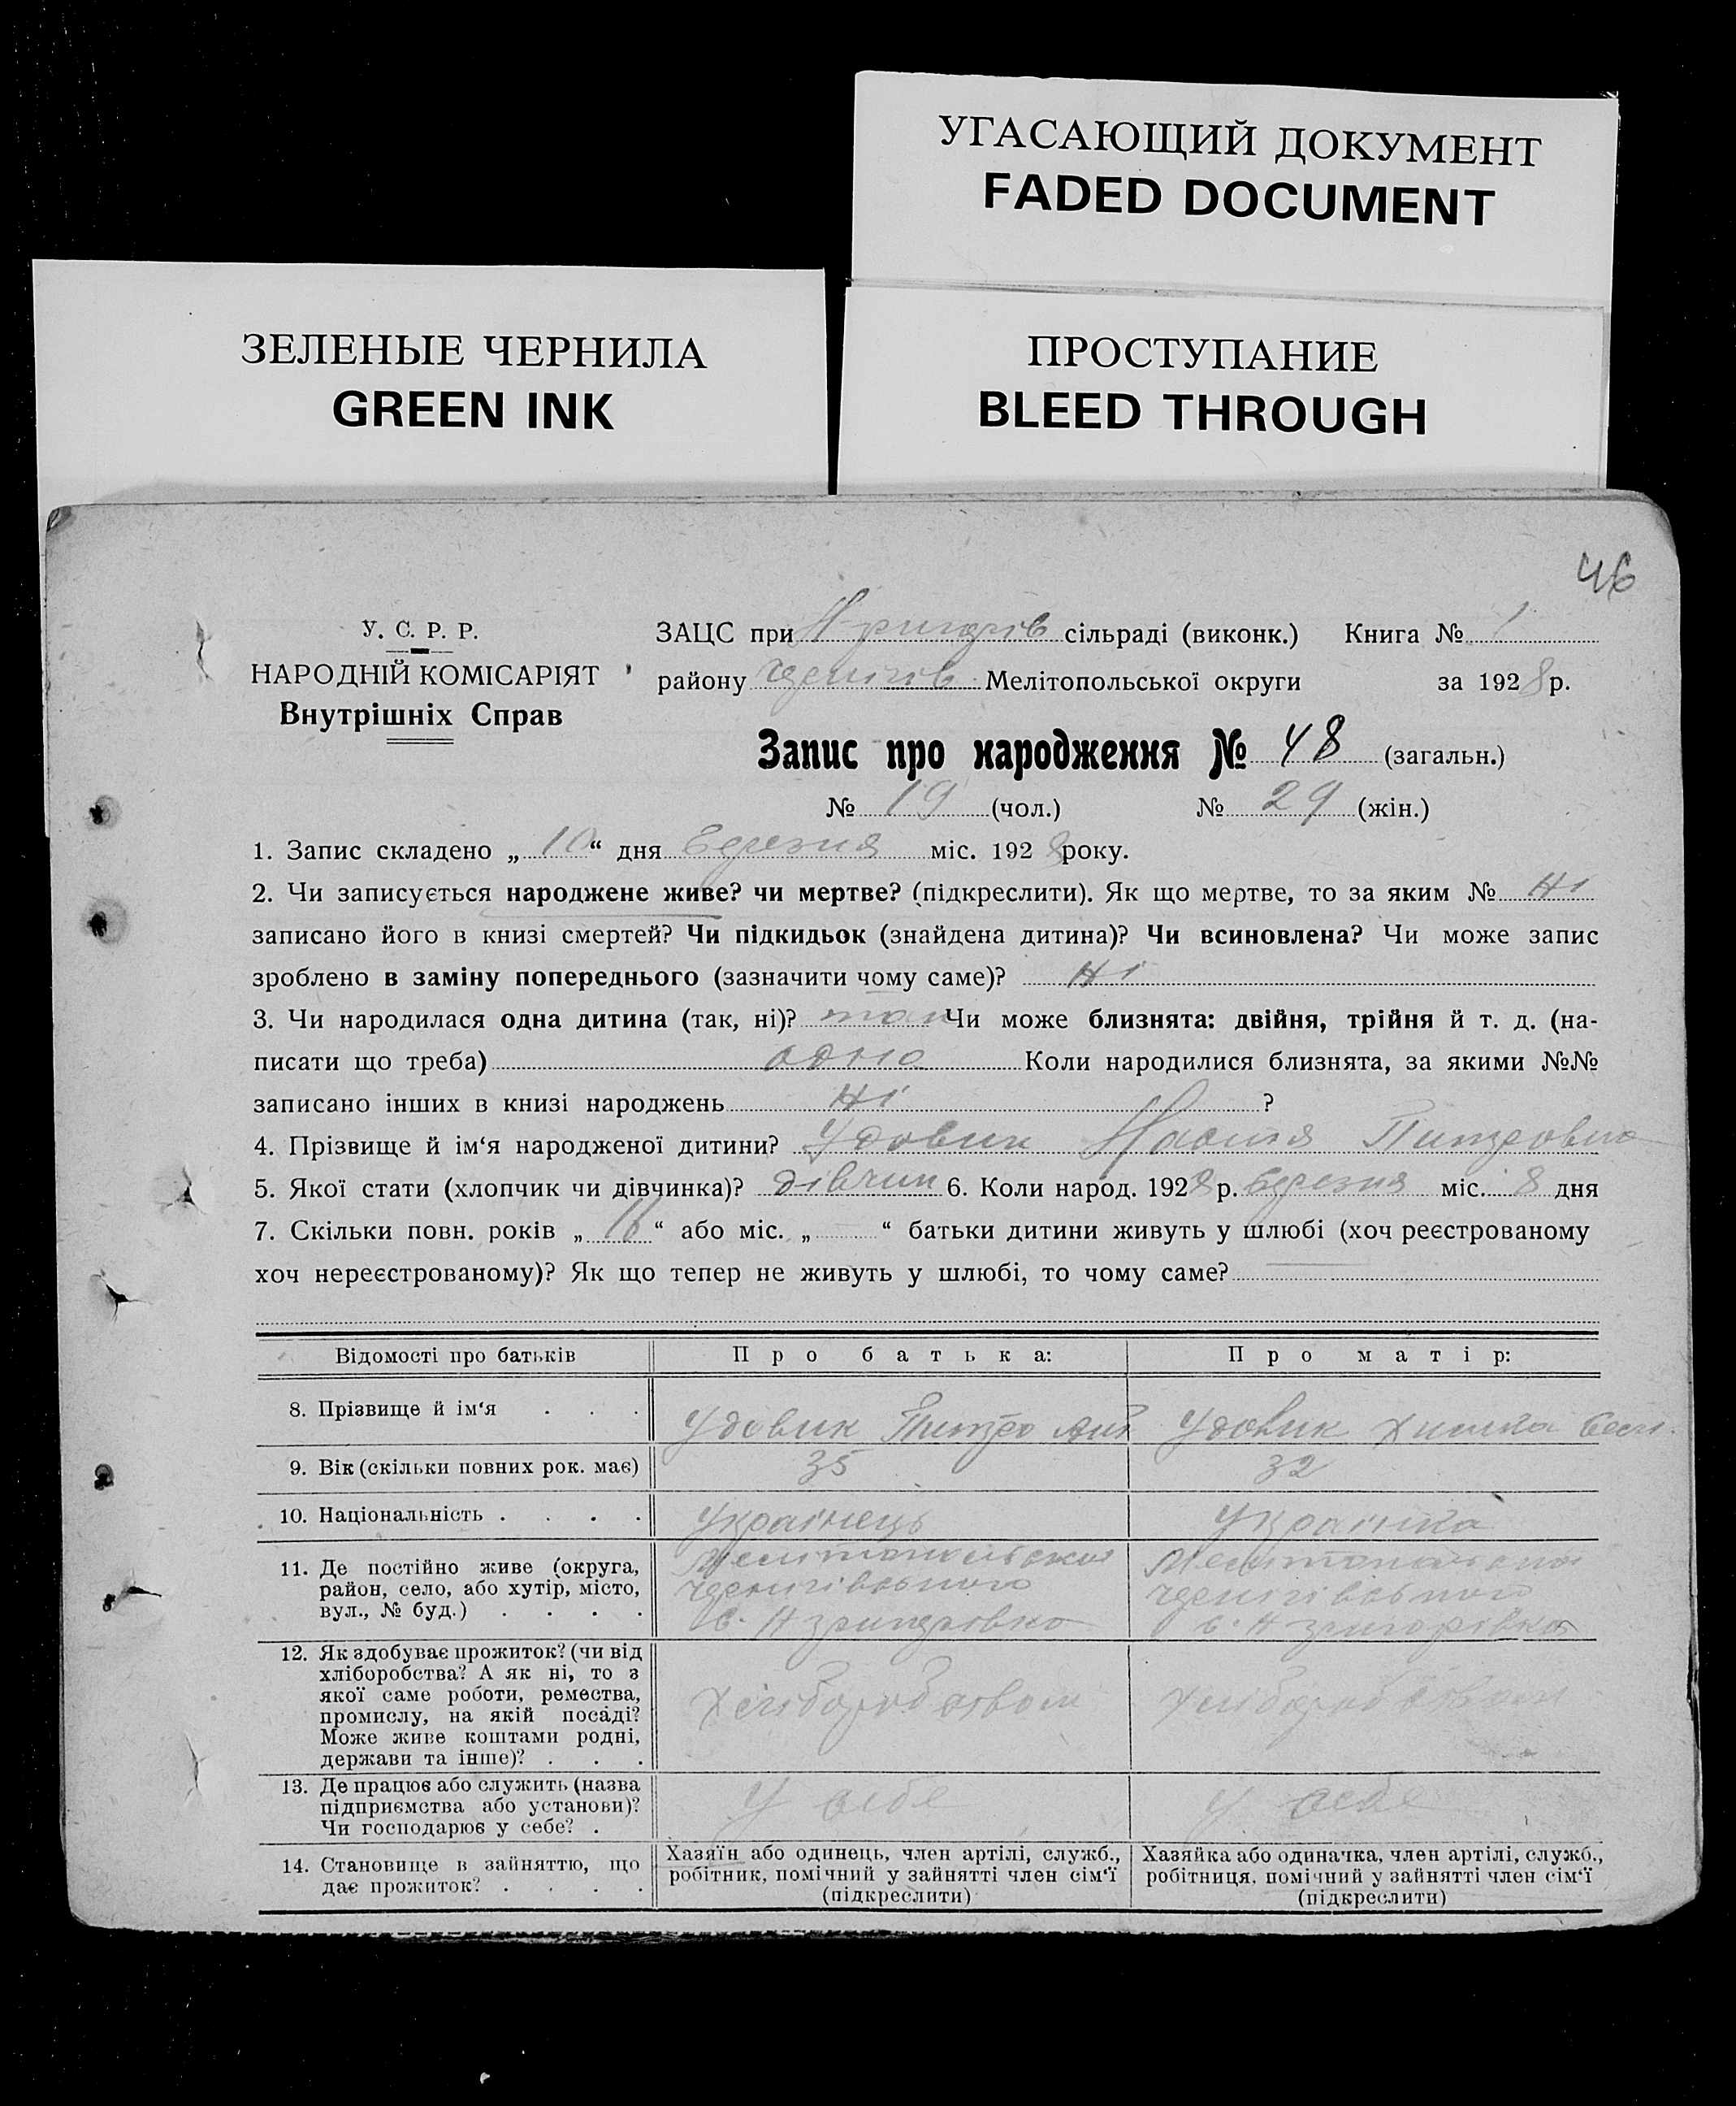 УГАСАЮЩИЙ ДОКУМЕНТ
FADED DOCUMENT
ЗЕЛЕНЫЕ ЧЕРНИЛА
GREEN INK
ПРОСТУПАНИЕ
BLEED THROUGH
46
У. С. Р. Р.
НАРОДНІЙ КОМІСАРІЯТ
Внутрішніх Справ
ЗАЦС при сільраді (виконк.) Книга № 1
району Мелітопольської округи за 1928 р.
Запис про народження № 48 (загальн.)
№ 19 (чол.) № 29 (жін.)
1. Запис складено „ 10 “ дня березня міс. 1928 року.
2. Чи записується народжене живе? чи мертве? (підкреслити). Як що мертве, то за яким № Ні
записано його в книзі смертей? Чи підкидьок (знайдена дитина)? Чи всиновлена? Чи може запис
зроблено в заміну попереднього (зазначити чому саме)? Ні
3. Чи народилася одна дитина (так, ні)? так Чи може близнята: двійня, трійня й т. д. (на-
писати що треба) одна Коли народилися близнята, за якими №№
записано інших в книзі народжень Ні ?
4. Прізвище й ім‘я народженої дитини? Удовик Настя
5. Якої стати (хлопчик чи дівчинка)? дівчин 6. Коли народ. 1928 р. березня міс. 8 дня
7. Скільки повн. років „ 16 “ або міс. „ “ батьки дитини живуть у шлюбі (хоч реєстрованому
хоч нереєстрованому)? Як що тепер не живуть у шлюбі, то чому саме?
Відомості про батьків Про батька: Про матір:
8. Прізвище й ім‘я . . . Удовик Удовик
9. Вік (скільки повних рок. має) 35 32
10. Національність . . . . Українець Українка
11. Де постійно живе (округа,
район, село, або хутір, місто,
вул., № буд.) . . . .
12. Як здобуває прожиток? (чи від
хліборобства? А як ні, то з
якої саме роботи, ремества,
промислу, на якій посаді?
Може живе коштами родні,
держави та інше)? . . .
13. Де працює або служить (назва
підприємства або установи)?
Чи господарює у себе? . У себе У себе
14. Становище в зайняттю, що
дає прожиток? . . . .
Хазяїн або одинець, член артілі, служб.,
робітник, помічний у зайнятті член сім‘ї
(підкреслити)
Хазяйка або одиначка, член артілі, служб.,
робітниця, помічний у зайнятті член сім‘ї
(підкреслити)